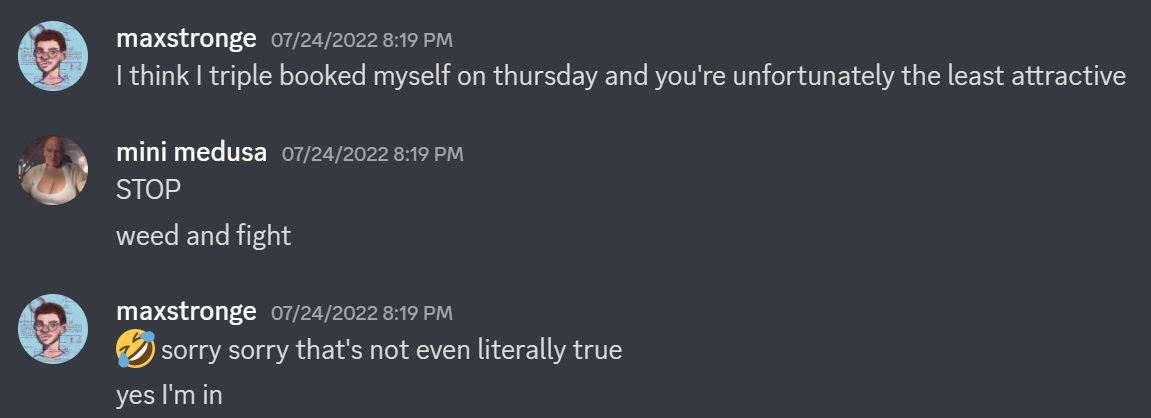 maxstronge 07/24/2022 8:19 PM
I think I triple booked myself on thursday and you're unfortunately the least attractive
mini medusa 07/24/2022 8:19 PM
STOP
weed and fight
maxstronge 07/24/2022 8:19 PM
🤣 sorry sorry that's not even literally true
yes I'm in